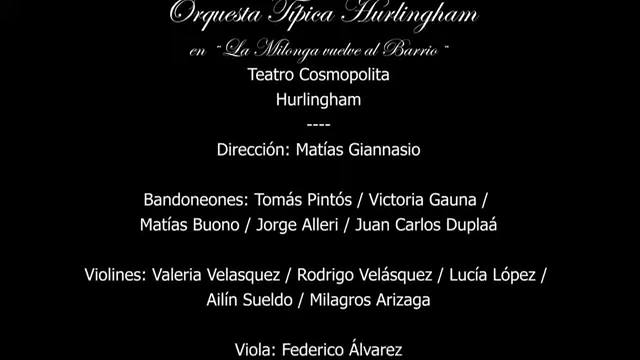 Orquesta Típica Hurlingham
en "La Milonga vuelve al Barrio"
Teatro Cosmopolita
Hurlingham
----
Dirección: Matías Giannasio
Bandoneones: Tomás Pintós / Victoria Gauna /
Matías Buono / Jorge Alleri / Juan Carlos Duplaá
Violines: Valeria Velasquez / Rodrigo Velásquez / Lucía López /
Ailín Sueldo / Milagros Arizaga
Viola: Federico Álvarez